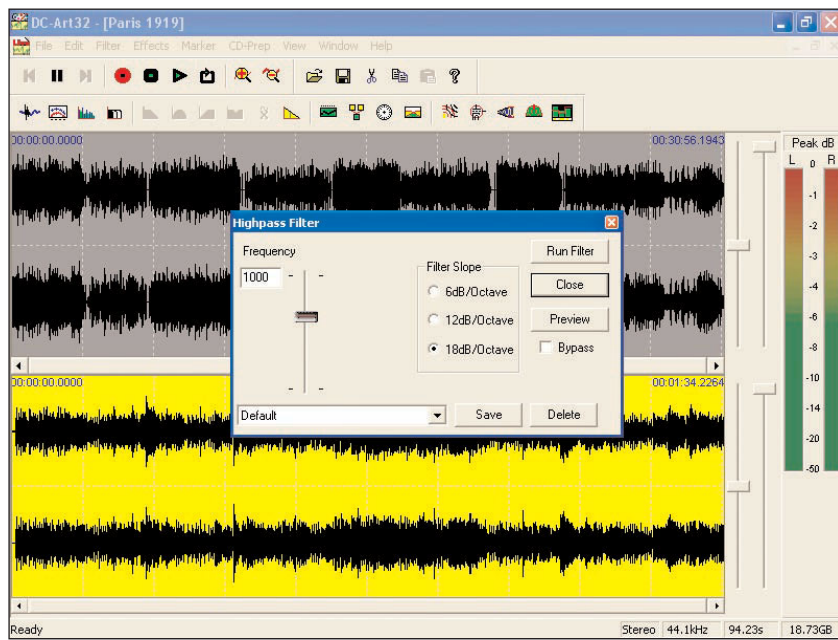 DC-Art32 - [Paris 1919]
File Edit Filter Effects Marker CD-Prep View Window Help
00:00:00.0000
00:30:56.1943
Peak dB
L 0 R
-1
-2
-3
-4
-6
-8
-10
-14
-20
-50
Highpass Filter
Frequency
1000
Filter Slope
6dB/Octave
12dB/Octave
18dB/Octave
Run Filter
Close
Preview
Bypass
Default
Save
Delete
00:00:00.0000
00:01:34.2264
Ready
Stereo 44.1kHz 94.23s 18.73GB